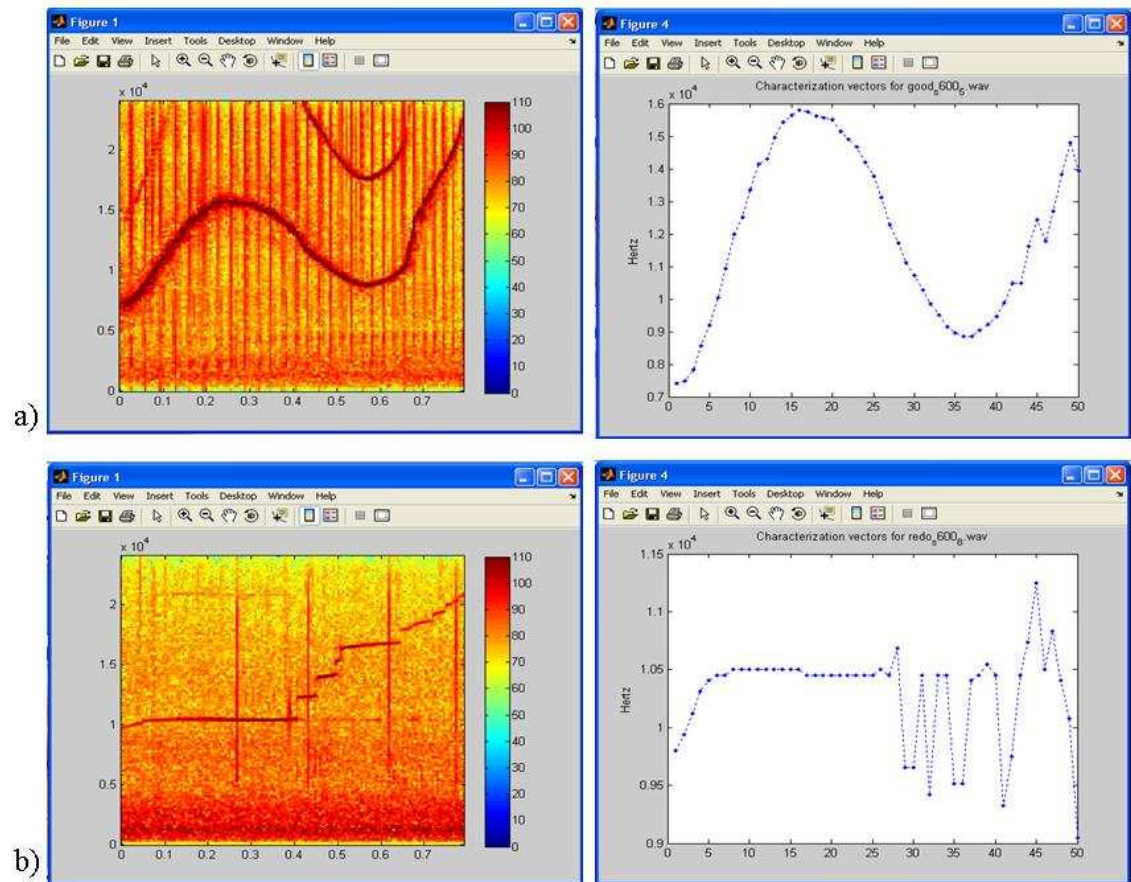 Figure 1
File Edit View Insert Tools Desktop Window Help
x 10⁴
2
1.5
1
0.5
0
0 0.1 0.2 0.3 0.4 0.5 0.6 0.7
110
100
90
80
70
60
50
40
30
20
10
0
Figure 4
File Edit View Insert Tools Desktop Window Help
Characterization vectors for good_s600_5.wav
x 10⁴
1.6
1.5
1.4
1.3
1.2
1.1
1
0.9
0.8
0.7
Hertz
0 5 10 15 20 25 30 35 40 45 50
a)
Figure 1
File Edit View Insert Tools Desktop Window Help
x 10⁴
2
1.5
1
0.5
0
0 0.1 0.2 0.3 0.4 0.5 0.6 0.7
110
100
90
80
70
60
50
40
30
20
10
0
Figure 4
File Edit View Insert Tools Desktop Window Help
Characterization vectors for redo_s600_6.wav
x 10⁴
1.15
1.1
1.05
1
0.95
0.9
Hertz
0 5 10 15 20 25 30 35 40 45 50
b)